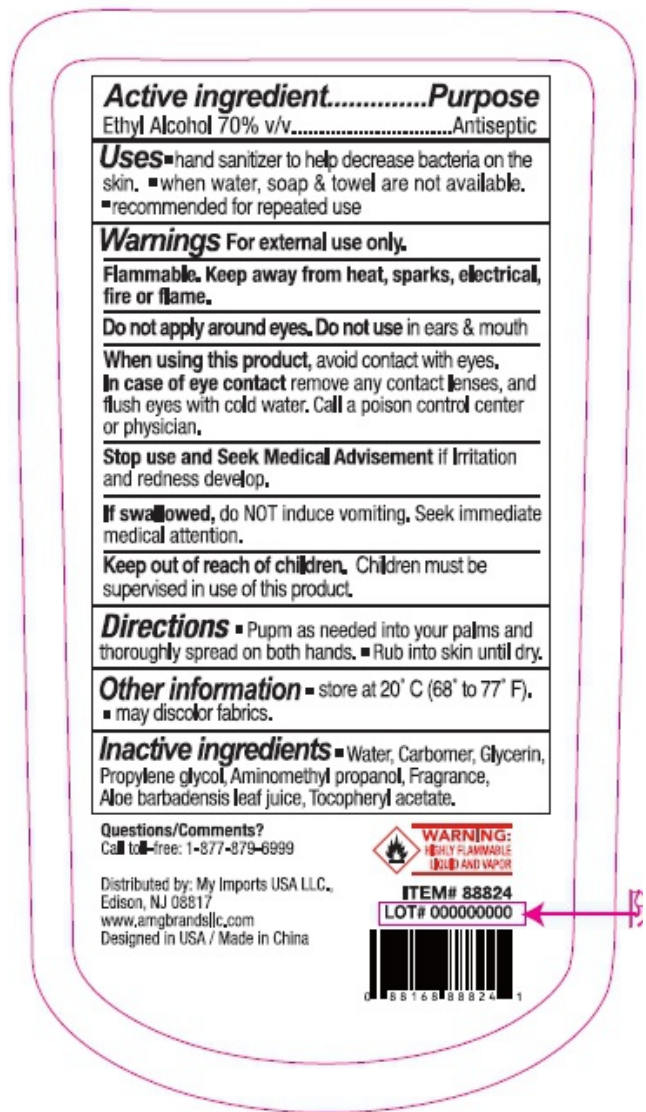 Active ingredient..............Purpose
Ethyl Alcohol 70% v/v................................Antiseptic
Uses ▪ hand sanitizer to help decrease bacteria on the
skin. ▪ when water, soap & towel are not available.
▪ recommended for repeated use
Warnings For external use only.
Flammable. Keep away from heat, sparks, electrical,
fire or flame.
Do not apply around eyes. Do not use in ears & mouth
When using this product, avoid contact with eyes.
In case of eye contact remove any contact lenses, and
flush eyes with cold water. Call a poison control center
or physician.
Stop use and Seek Medical Advisement if Irritation
and redness develop.
If swallowed, do NOT induce vomiting. Seek immediate
medical attention.
Keep out of reach of children. Children must be
supervised in use of this product.
Directions ▪ Pupm as needed into your palms and
thoroughly spread on both hands. ▪ Rub into skin until dry.
Other information ▪ store at 20° C (68° to 77° F).
▪ may discolor fabrics.
Inactive ingredients ▪ Water, Carbomer, Glycerin,
Propylene glycol, Aminomethyl propanol, Fragrance,
Aloe barbadensis leaf juice, Tocopheryl acetate.
Questions/Comments?
Call toll-free: 1-877-879-6999
Distributed by: My Imports USA LLC.,
Edison, NJ 08817
www.amgbrandsllc.com
Designed in USA / Made in China
WARNING:
HIGHLY FLAMMABLE
LIQUID AND VAPOR
ITEM# 88824
LOT# 000000000
0 88168 88824 1